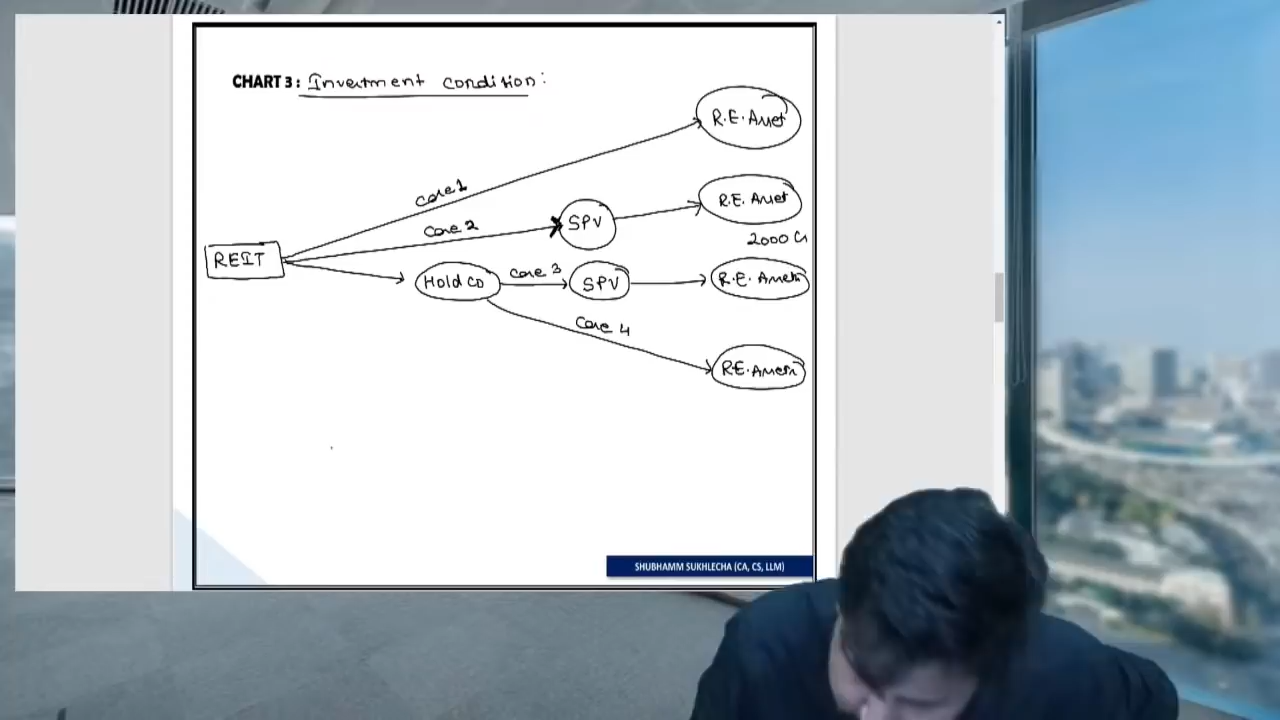 CHART 3: Investment Condition:
R.E. Asset
Case 1
R.E. Asset
Case 2
SPV
2000 Cr
REIT
Hold Co
Case 3
SPV
R.E. Assets
Case 4
R.E. Assets
SHUBHAMM SUKHLECHA (CA, CS, LLM)